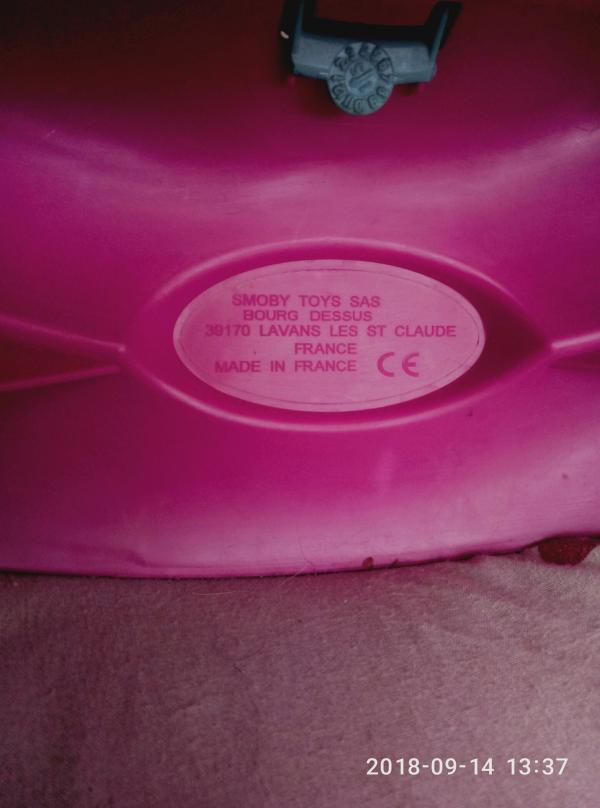 SMOBY TOYS SAS
BOURG DESSUS
39170 LAVANS LES ST CLAUDE
FRANCE
MADE IN FRANCE CE
2018-09-14 13:37